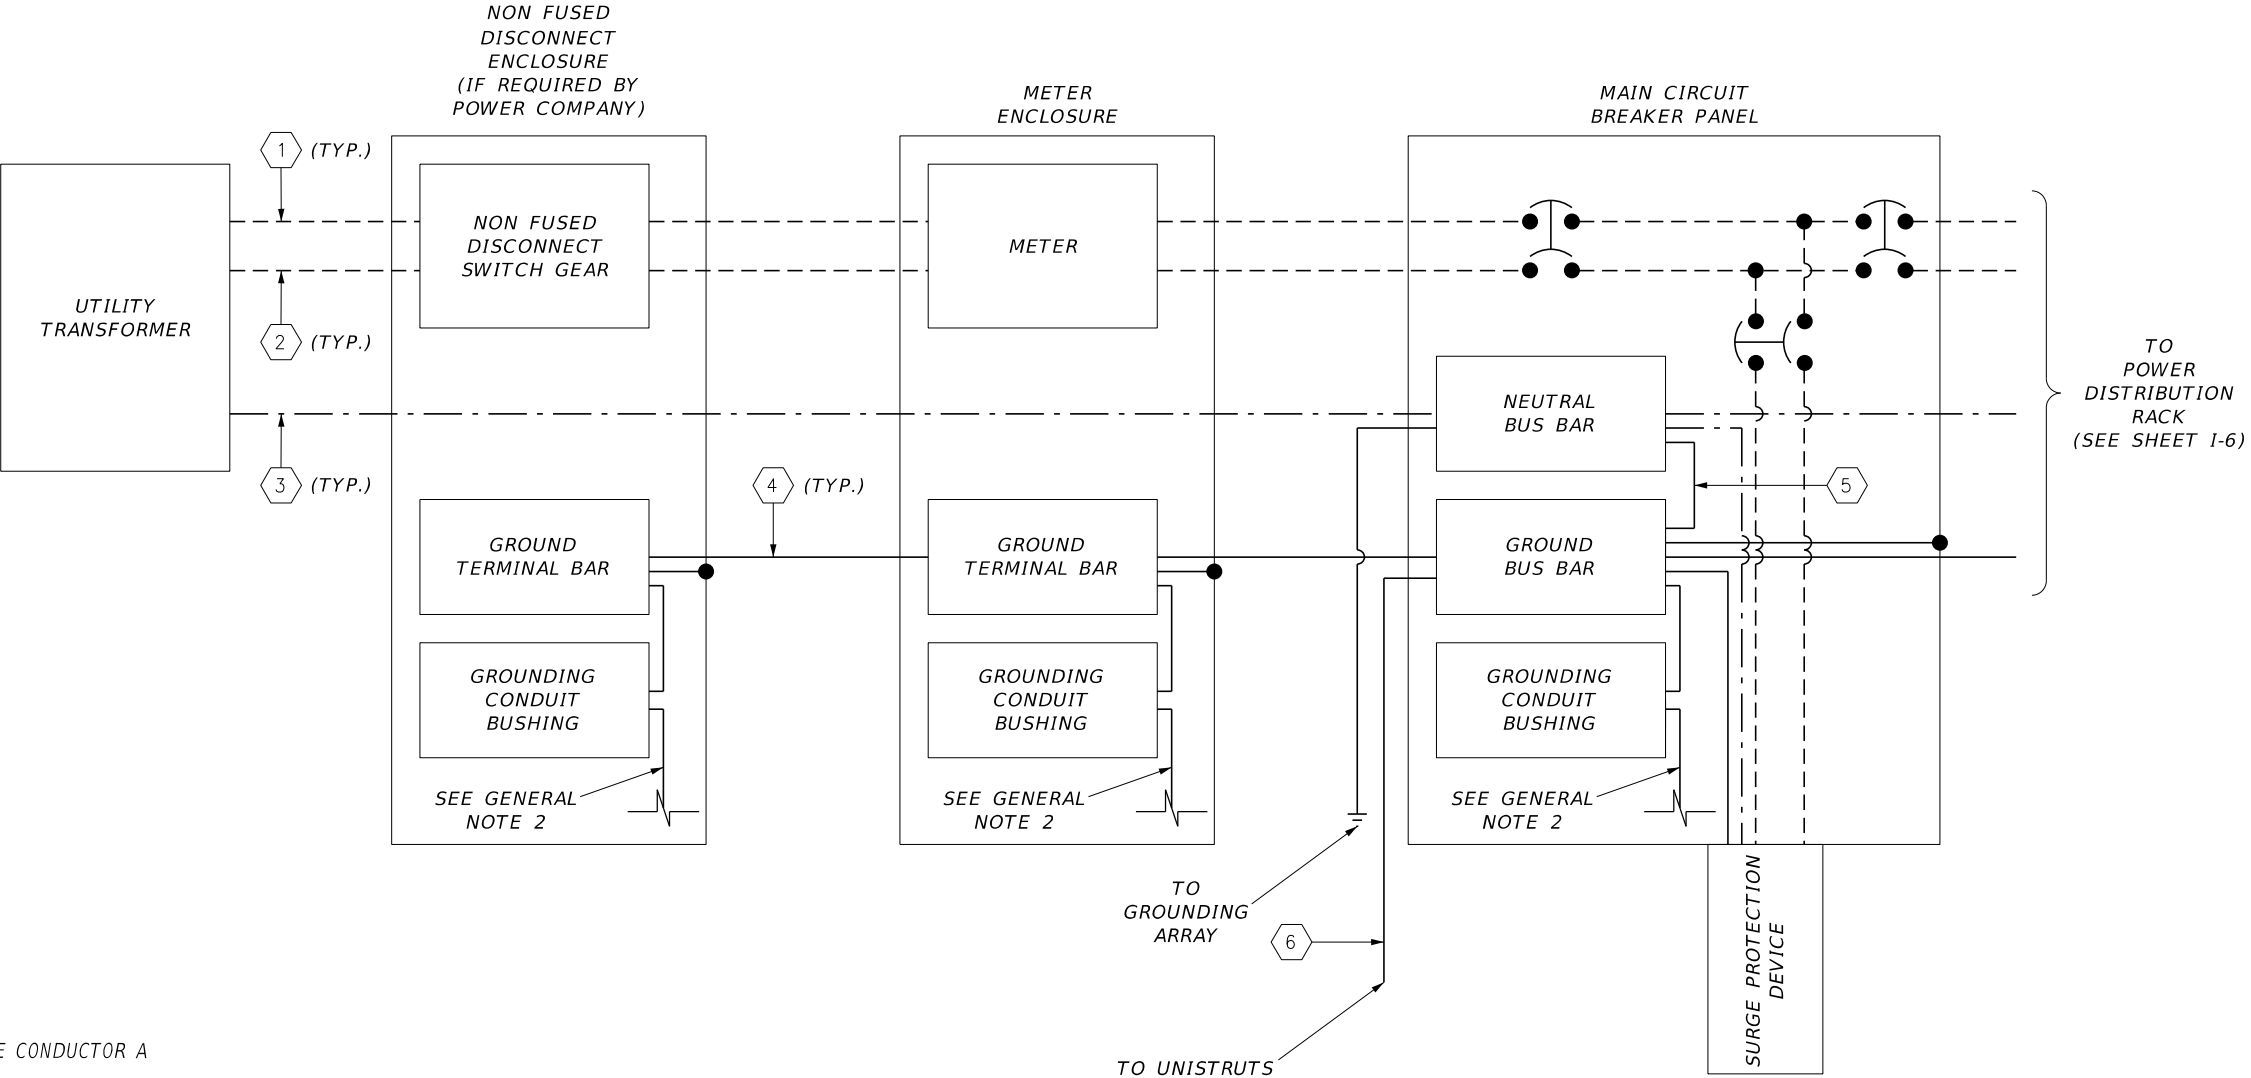 NON FUSED
DISCONNECT
ENCLOSURE
(IF REQUIRED BY
POWER COMPANY)
METER
ENCLOSURE
MAIN CIRCUIT
BREAKER PANEL
1 (TYP.)
UTILITY
TRANSFORMER
NON FUSED
DISCONNECT
SWITCH GEAR
METER
2 (TYP.)
3 (TYP.)
4 (TYP.)
NEUTRAL
BUS BAR
5
TO
POWER
DISTRIBUTION
RACK
(SEE SHEET I-6)
GROUND
TERMINAL BAR
GROUND
TERMINAL BAR
GROUND
BUS BAR
GROUNDING
CONDUIT
BUSHING
GROUNDING
CONDUIT
BUSHING
GROUNDING
CONDUIT
BUSHING
SEE GENERAL
NOTE 2
SEE GENERAL
NOTE 2
SEE GENERAL
NOTE 2
TO
GROUNDING
ARRAY
6
TO UNISTRUTS
SURGE PROTECTION
DEVICE
E CONDUCTOR A